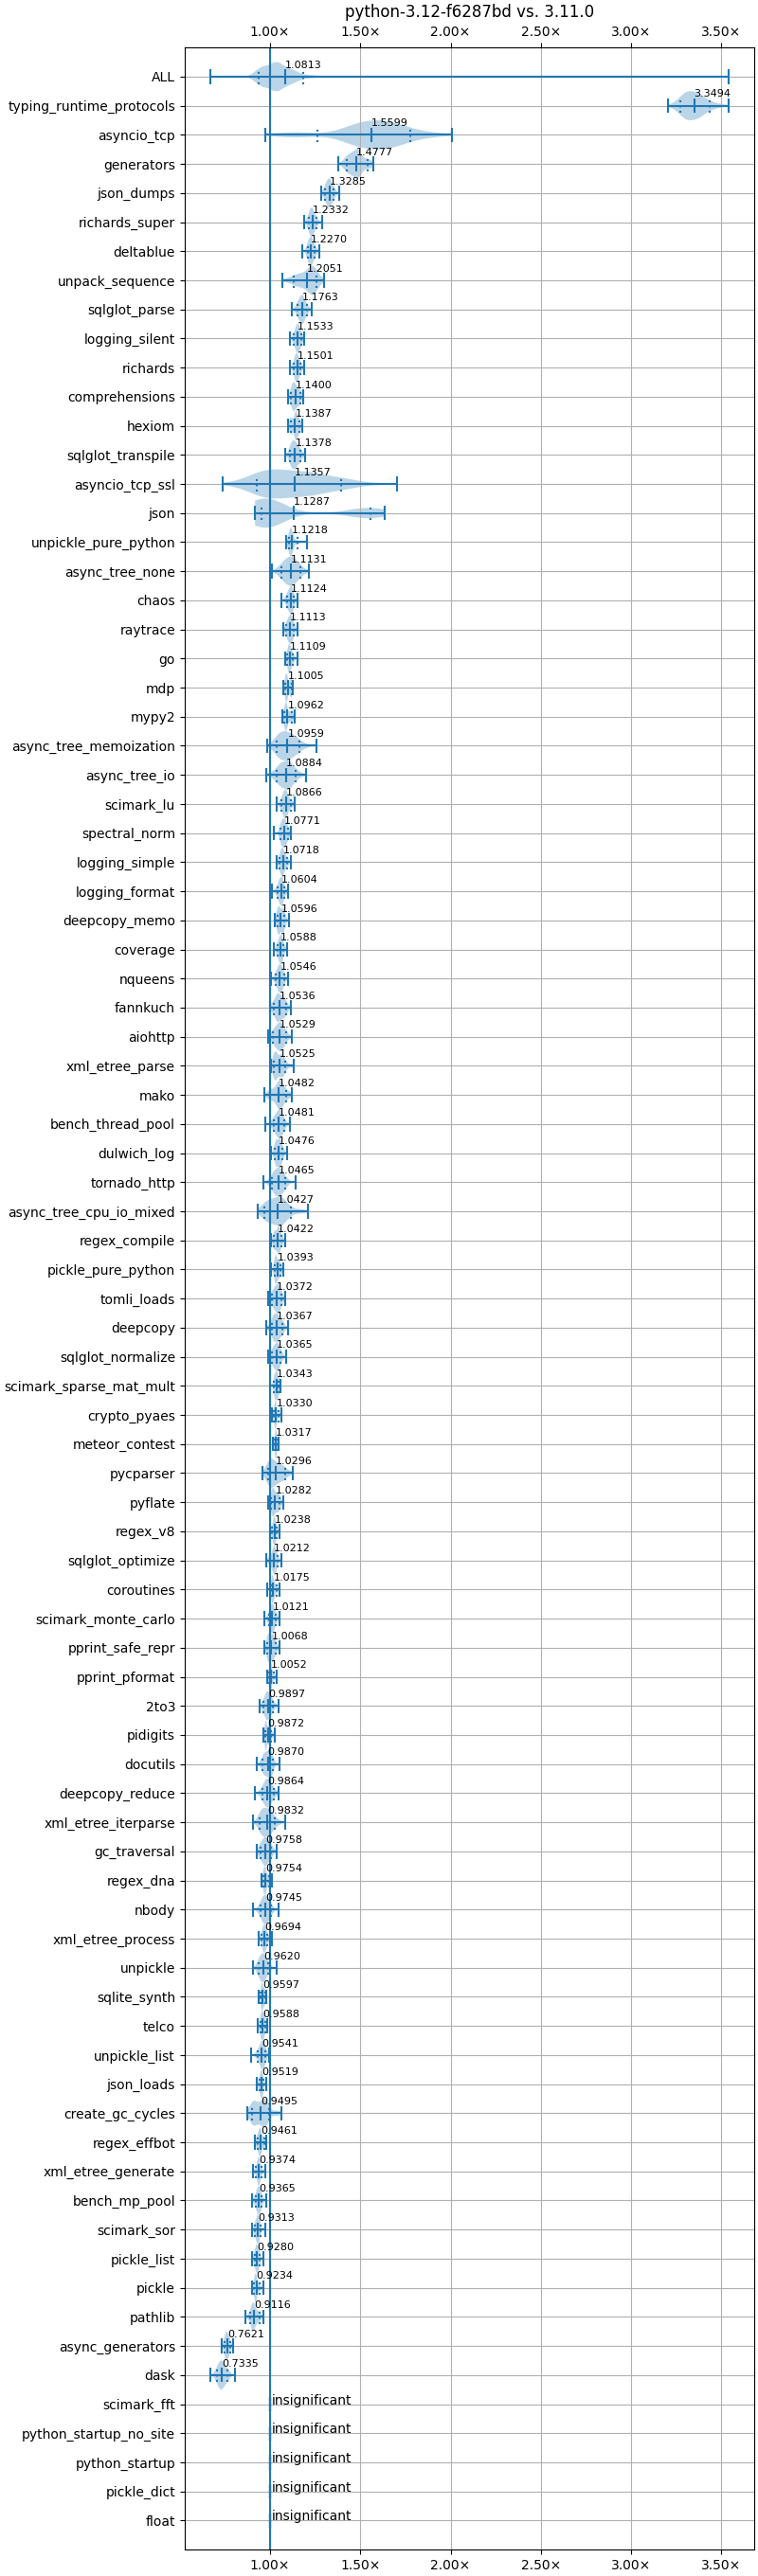 python-3.12-f6287bd vs. 3.11.0
1.00× 1.50× 2.00× 2.50× 3.00× 3.50×
ALL 1.0813
typing_runtime_protocols 3.3494
asyncio_tcp 1.5599
generators 1.4777
json_dumps 1.3285
richards_super 1.2332
deltablue 1.2270
unpack_sequence 1.2051
sqlglot_parse 1.1763
logging_silent 1.1533
richards 1.1501
comprehensions 1.1400
hexiom 1.1387
sqlglot_transpile 1.1378
asyncio_tcp_ssl 1.1357
json 1.1287
unpickle_pure_python 1.1218
async_tree_none 1.1131
chaos 1.1124
raytrace 1.1113
go 1.1109
mdp 1.1005
mypy2 1.0962
async_tree_memoization 1.0959
async_tree_io 1.0884
scimark_lu 1.0866
spectral_norm 1.0771
logging_simple 1.0718
logging_format 1.0604
deepcopy_memo 1.0596
coverage 1.0588
nqueens 1.0546
fannkuch 1.0536
aiohttp 1.0529
xml_etree_parse 1.0525
mako 1.0482
bench_thread_pool 1.0481
dulwich_log 1.0476
tornado_http 1.0465
async_tree_cpu_io_mixed 1.0427
regex_compile 1.0422
pickle_pure_python 1.0393
tomli_loads 1.0372
deepcopy 1.0367
sqlglot_normalize 1.0365
scimark_sparse_mat_mult 1.0343
crypto_pyaes 1.0330
meteor_contest 1.0317
pycparser 1.0296
pyflate 1.0282
regex_v8 1.0238
sqlglot_optimize 1.0212
coroutines 1.0175
scimark_monte_carlo 1.0121
pprint_safe_repr 1.0068
pprint_pformat 1.0052
2to3 0.9897
pidigits 0.9872
docutils 0.9870
deepcopy_reduce 0.9864
xml_etree_iterparse 0.9832
gc_traversal 0.9758
regex_dna 0.9754
nbody 0.9745
xml_etree_process 0.9694
unpickle 0.9620
sqlite_synth 0.9597
telco 0.9588
unpickle_list 0.9541
json_loads 0.9519
create_gc_cycles 0.9495
regex_effbot 0.9461
xml_etree_generate 0.9374
bench_mp_pool 0.9365
scimark_sor 0.9313
pickle_list 0.9280
pickle 0.9234
pathlib 0.9116
async_generators 0.7621
dask 0.7335
scimark_fft insignificant
python_startup_no_site insignificant
python_startup insignificant
pickle_dict insignificant
float insignificant
1.00× 1.50× 2.00× 2.50× 3.00× 3.50×